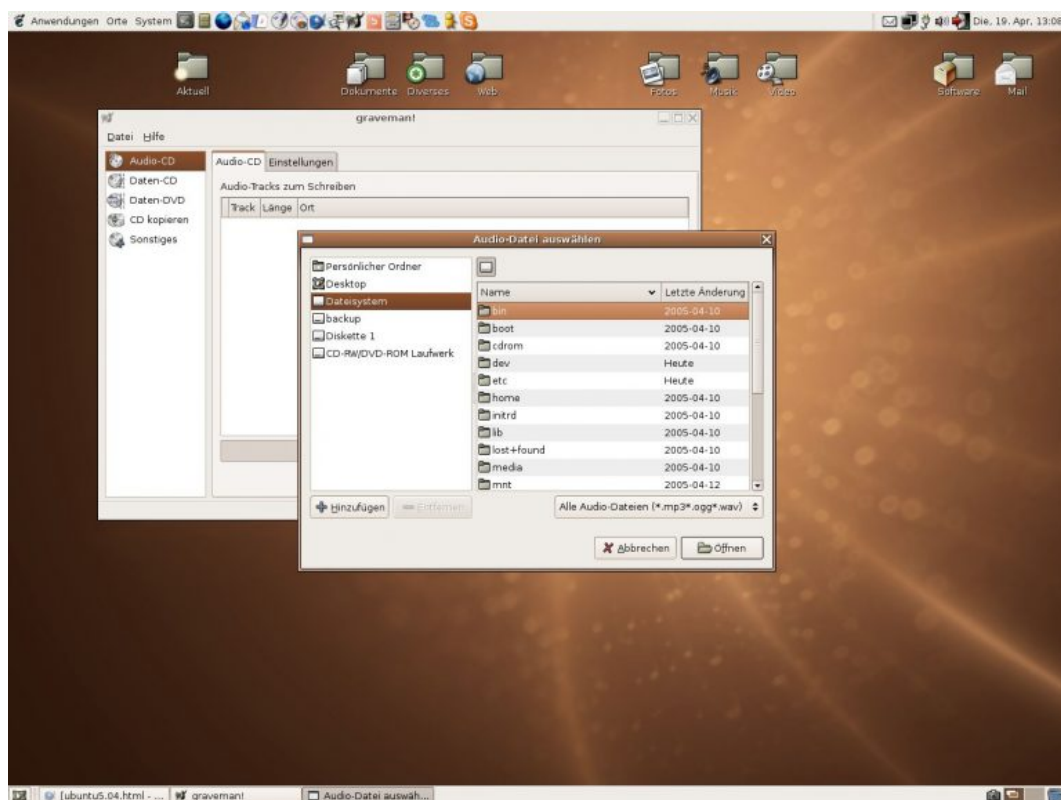 Anwendungen Orte System
Die, 19. Apr, 13:08
Aktuell
Dokumente
Diverses
Web
Fotos
Musik
Video
Software
Mail
graveman!
Datei Hilfe
Audio-CD
Daten-CD
Daten-DVD
CD kopieren
Sonstiges
Audio-CD Einstellungen
Audio-Tracks zum Schreiben
Track Länge Ort
Audio-Datei auswählen
Persönlicher Ordner
Desktop
Dateisystem
backup
Diskette 1
CD-RW/DVD-ROM Laufwerk
Name Letzte Änderung
bin 2005-04-10
boot 2005-04-10
cdrom 2005-04-10
dev Heute
etc Heute
home 2005-04-10
initrd 2005-04-10
lib 2005-04-10
lost+found 2005-04-10
media 2005-04-10
mnt 2005-04-12
Hinzufügen Entfernen
Alle Audio-Dateien (*.mp3*.ogg*.wav)
Abbrechen Öffnen
[ubuntu5.04.html - ...
graveman!
Audio-Datei auswäh...